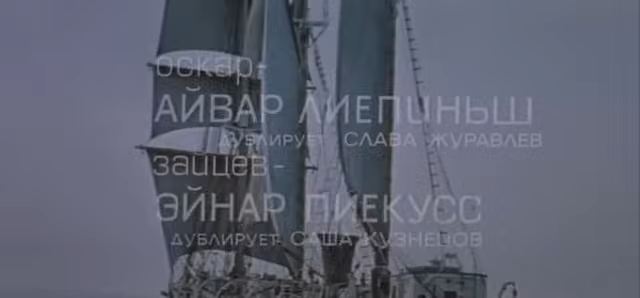 оскар-
АЙВАР ЛИЕПИНЬШ
ДУБЛИРУЕТ СЛАВА ЖУРАВЛЕВ
зайцев-
ЭЙНАР ПИЕКУСС
ДУБЛИРУЕТ САША КУЗНЕЦОВ